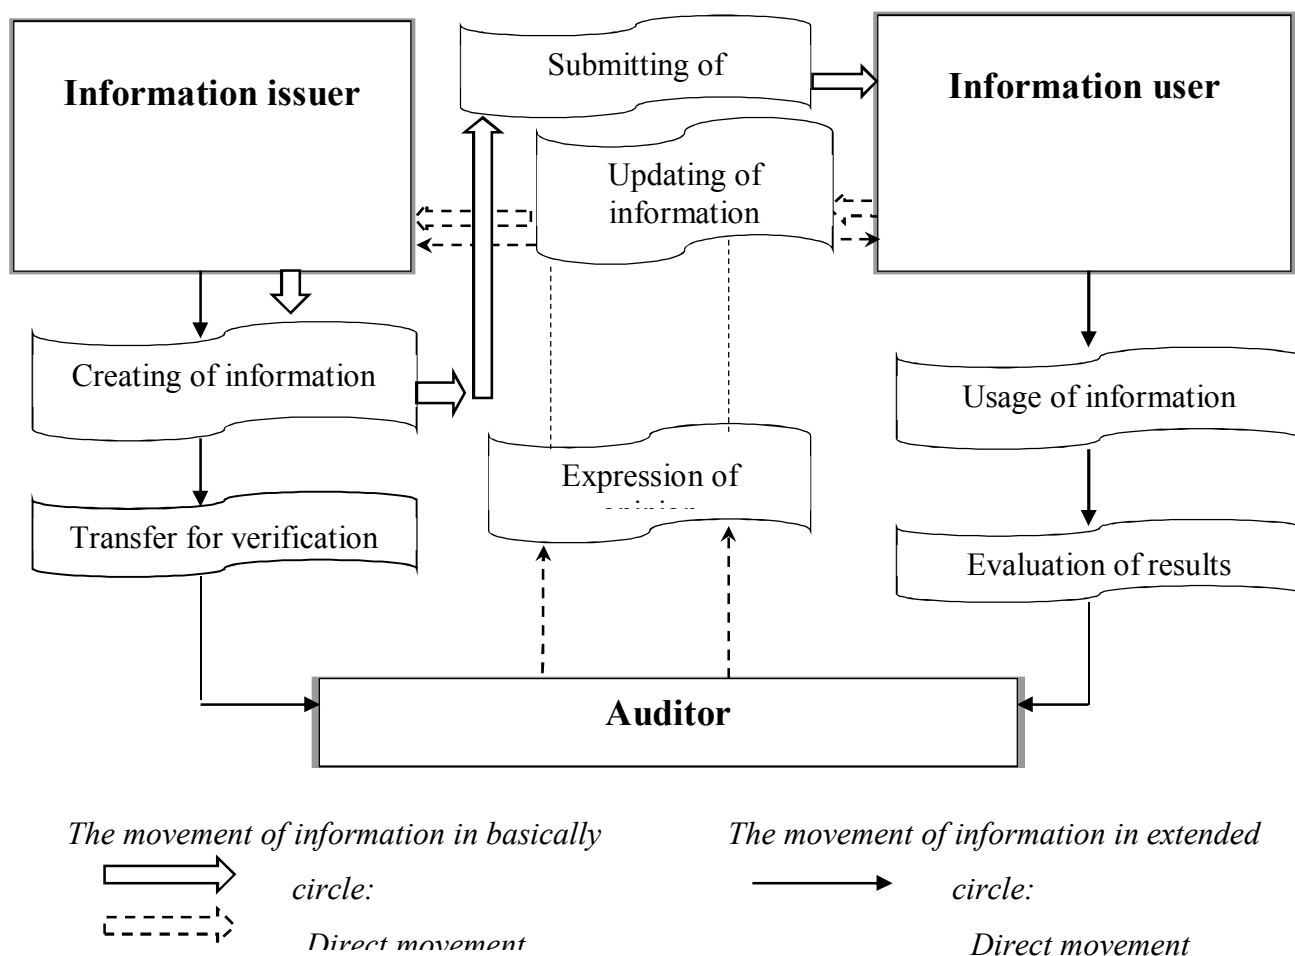 Information issuer
Submitting of
Information user
Updating of
information
Creating of information
Usage of information
Expression of
Transfer for verification
Evaluation of results
Auditor
The movement of information in basically
circle:
Direct movement
The movement of information in extended
circle:
Direct movement